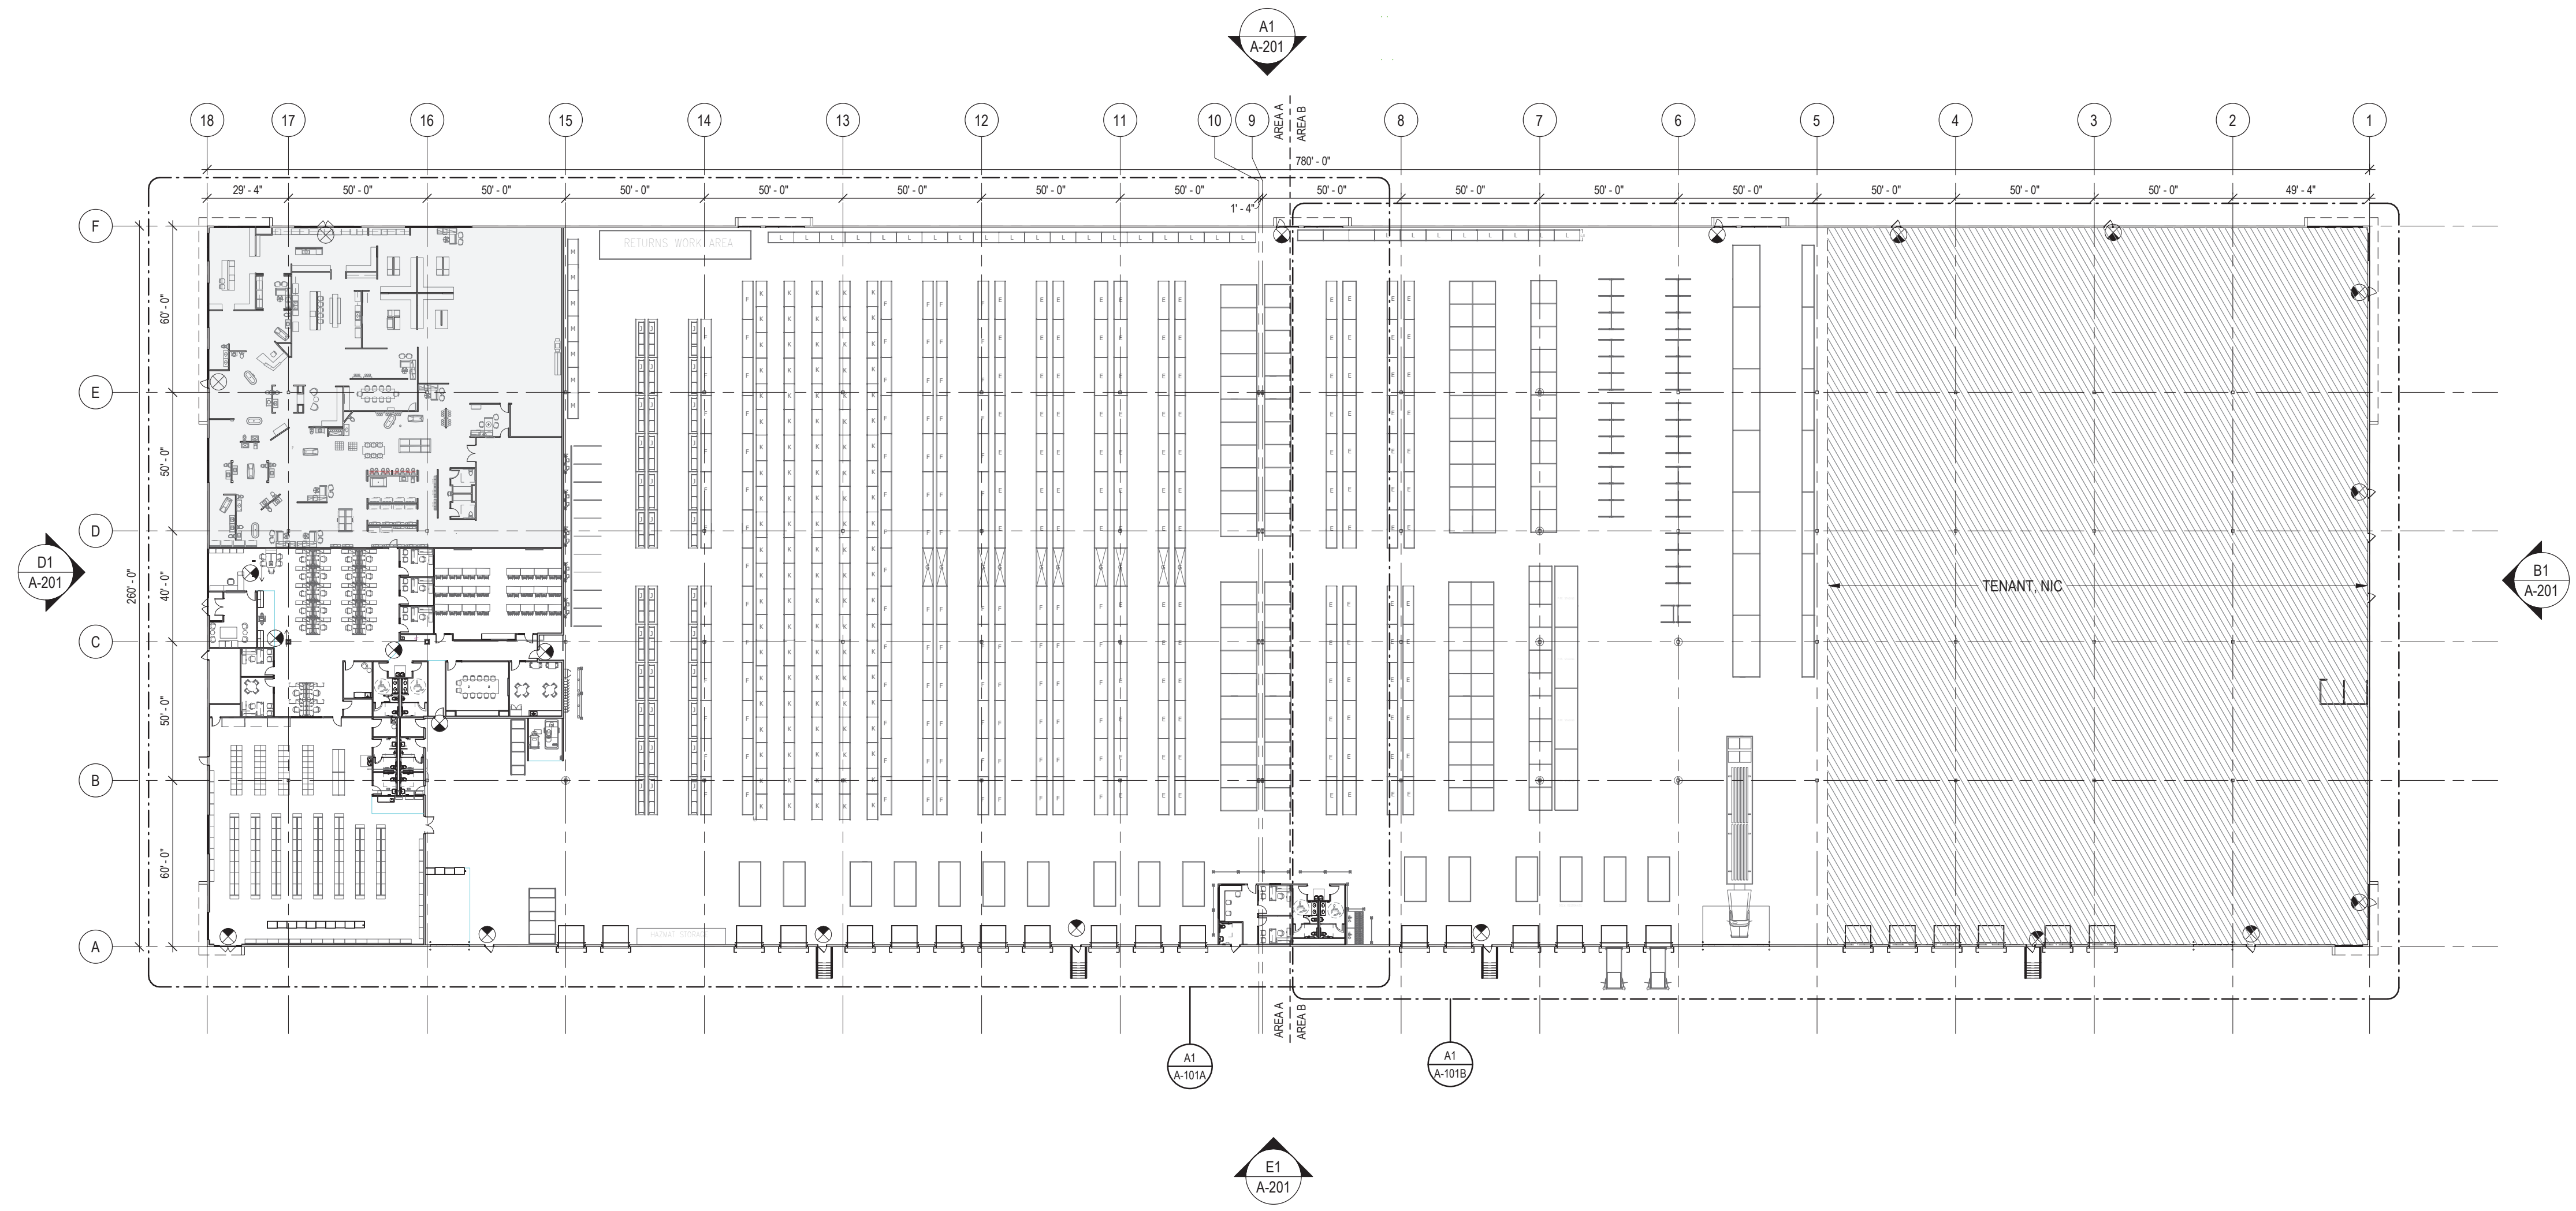 A1
A-201
AREA A
AREA B
18 17 16 15 14 13 12 11 10 9 8 7 6 5 4 3 2 1
780' - 0"
29' - 4" 50' - 0" 50' - 0" 50' - 0" 50' - 0" 50' - 0" 50' - 0" 50' - 0" 50' - 0" 50' - 0" 50' - 0" 50' - 0" 50' - 0" 50' - 0" 50' - 0" 49' - 4"
1' - 4"
F
RETURNS WORK AREA
L L L L L L L L L L L L L L L L L L L
L L L L L L L
M
M
M
M
M
M
M
60' - 0"
E
50' - 0"
D
D1
A-201
260' - 0"
40' - 0"
TENANT, NIC
B1
A-201
C
50' - 0"
B
60' - 0"
HAZMAT STORAGE
A
AREA A
AREA B
A1
A-101A
A1
A-101B
E1
A-201